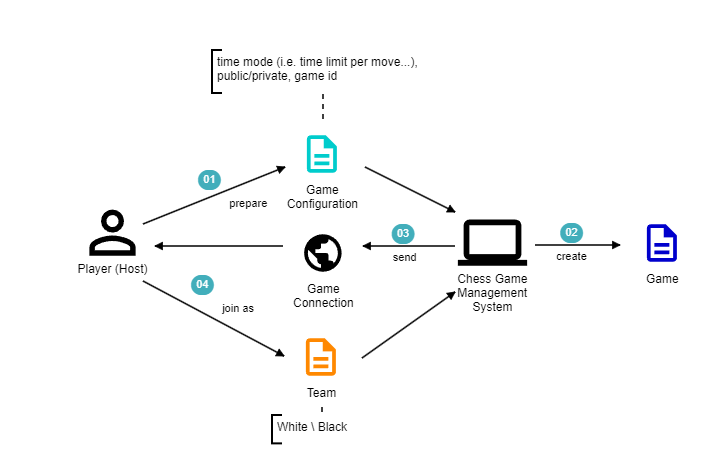 time mode (i.e. time limit per move...),
public/private, game id
01
prepare
Game
Configuration
Player (Host)
03
send
02
create
Game
Connection
Chess Game
Management
System
Game
04
join as
Team
White \ Black